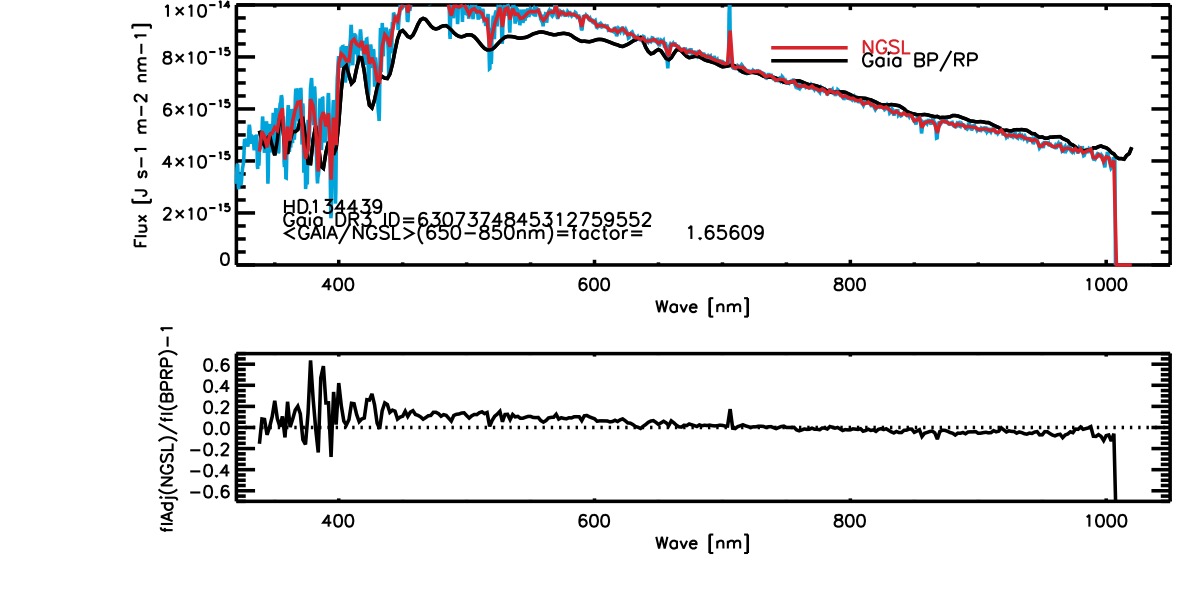 1×10−14
8×10−15
6×10−15
4×10−15
2×10−15
0
Flux [J s−1 m−2 nm−1]
NGSL
Gaia BP/RP
HD134439
Gaia DR3 ID=6307374845312759552
<GAIA/NGSL>(650−850nm)=factor= 1.65609
400 600 800 1000
Wave [nm]
flAdj(NGSL)/fl(BPRP)−1
0.6
0.4
0.2
0.0
−0.2
−0.4
−0.6
400 600 800 1000
Wave [nm]